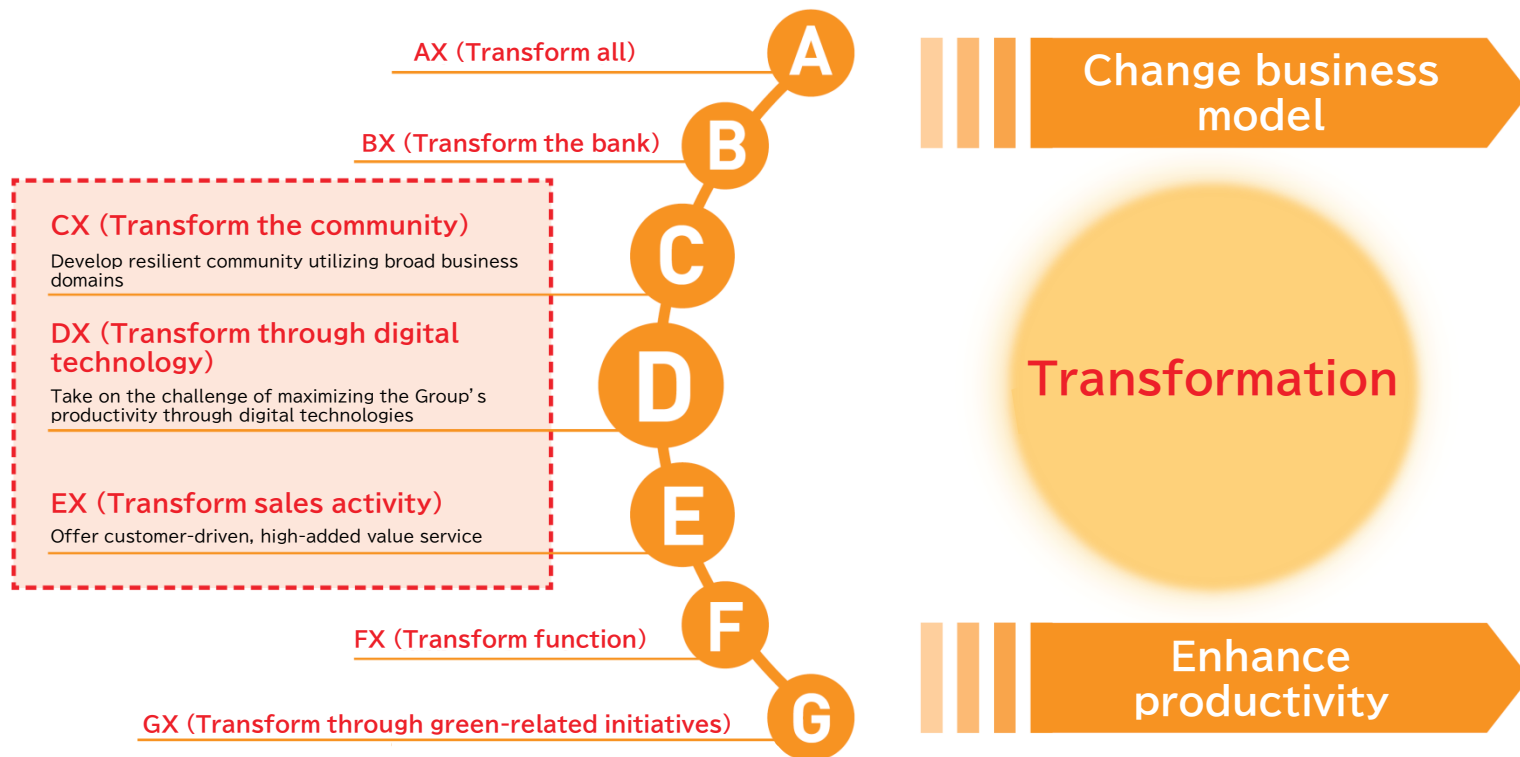 AX (Transform all)
A
BX (Transform the bank)
B
CX (Transform the community)
Develop resilient community utilizing broad business
domains
C
DX (Transform through digital
technology)
Take on the challenge of maximizing the Group's
productivity through digital technologies
D
EX (Transform sales activity)
Offer customer-driven, high-added value service
E
FX (Transform function)
F
GX (Transform through green-related initiatives)
G
Change business
model
Transformation
Enhance
productivity